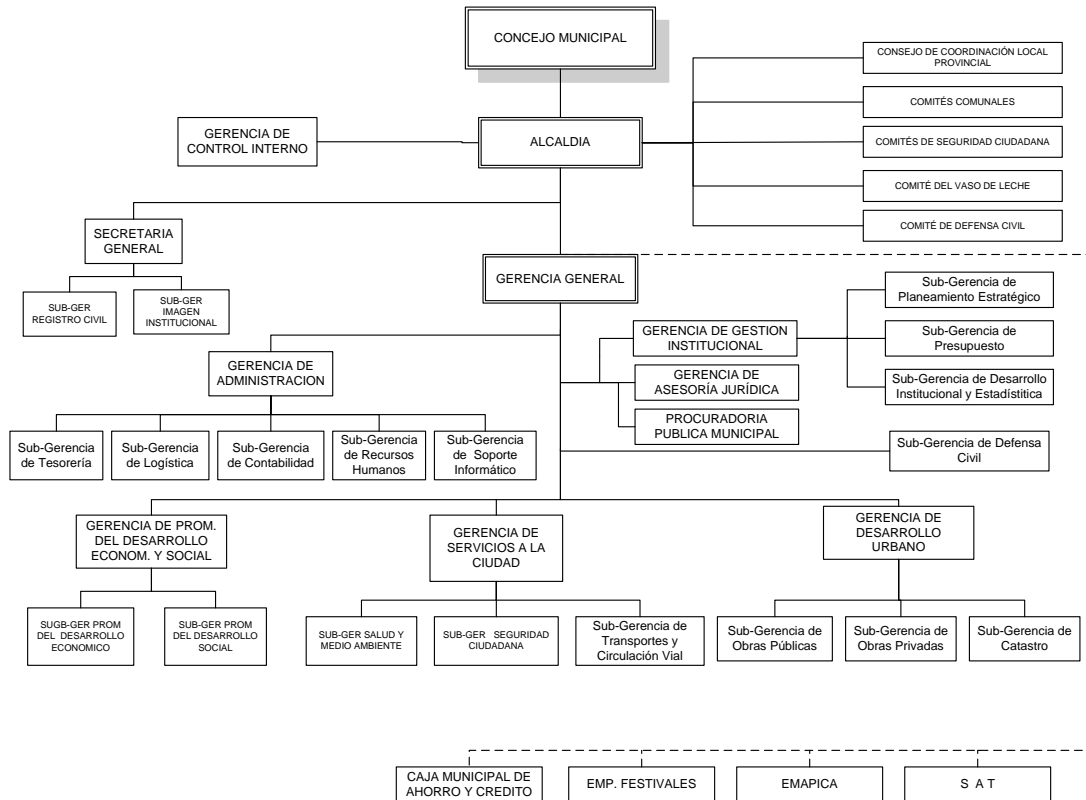 CONCEJO MUNICIPAL
CONSEJO DE COORDINACIÓN LOCAL
PROVINCIAL
COMITÉS COMUNALES
GERENCIA DE
CONTROL INTERNO
ALCALDIA
COMITÉS DE SEGURIDAD CIUDADANA
COMITÉ DEL VASO DE LECHE
COMITÉ DE DEFENSA CIVIL
SECRETARIA
GENERAL
GERENCIA GENERAL
SUB-GER
REGISTRO CIVIL
SUB-GER
IMAGEN
INSTITUCIONAL
Sub-Gerencia de
Planeamiento Estratégico
GERENCIA DE GESTION
INSTITUCIONAL
Sub-Gerencia de
Presupuesto
GERENCIA DE
ADMINISTRACION
GERENCIA DE
ASESORÍA JURÍDICA
Sub-Gerencia de Desarrollo
Institucional y Estadístitica
PROCURADORIA
PUBLICA MUNICIPAL
Sub-Gerencia
de Tesorería
Sub-Gerencia
de Logística
Sub-Gerencia
de Contabilidad
Sub-Gerencia
de Recursos
Humanos
Sub-Gerencia
de Soporte
Informático
Sub-Gerencia de Defensa
Civil
GERENCIA DE PROM.
DEL DESARROLLO
ECONOM. Y SOCIAL
GERENCIA DE
SERVICIOS A LA
CIUDAD
GERENCIA DE
DESARROLLO
URBANO
SUGB-GER PROM
DEL DESARROLLO
ECONOMICO
SUB-GER PROM
DEL DESARROLLO
SOCIAL
SUB-GER SALUD Y
MEDIO AMBIENTE
SUB-GER SEGURIDAD
CIUDADANA
Sub-Gerencia de
Transportes y
Circulación Vial
Sub-Gerencia de
Obras Públicas
Sub-Gerencia de
Obras Privadas
Sub-Gerencia de
Catastro
CAJA MUNICIPAL DE
AHORRO Y CREDITO
EMP. FESTIVALES
EMAPICA
S A T